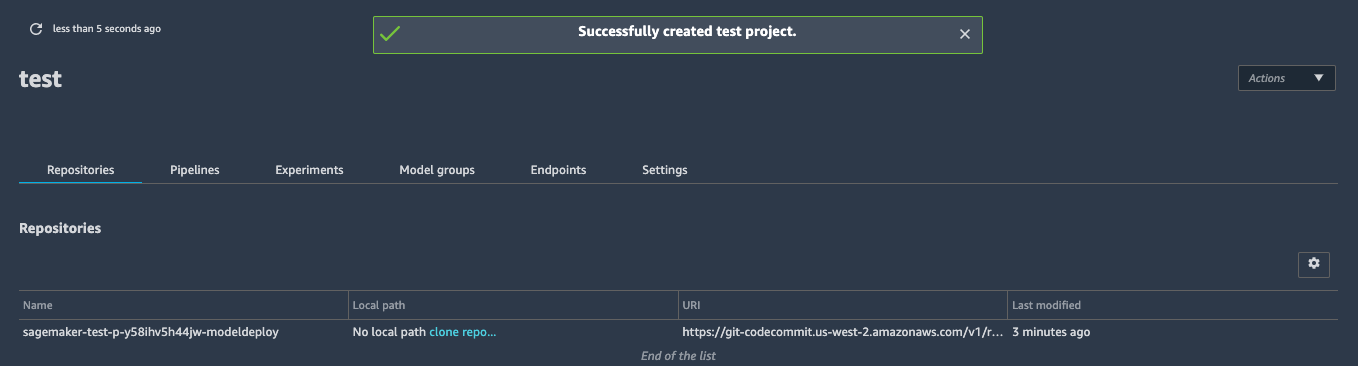 less than 5 seconds ago
Successfully created test project.
test
Actions
Repositories Pipelines Experiments Model groups Endpoints Settings
Repositories
Name Local path URI Last modified
sagemaker-test-p-y58ihv5h44jw-modeldeploy No local path clone repo... https://git-codecommit.us-west-2.amazonaws.com/v1/r... 3 minutes ago
End of the list